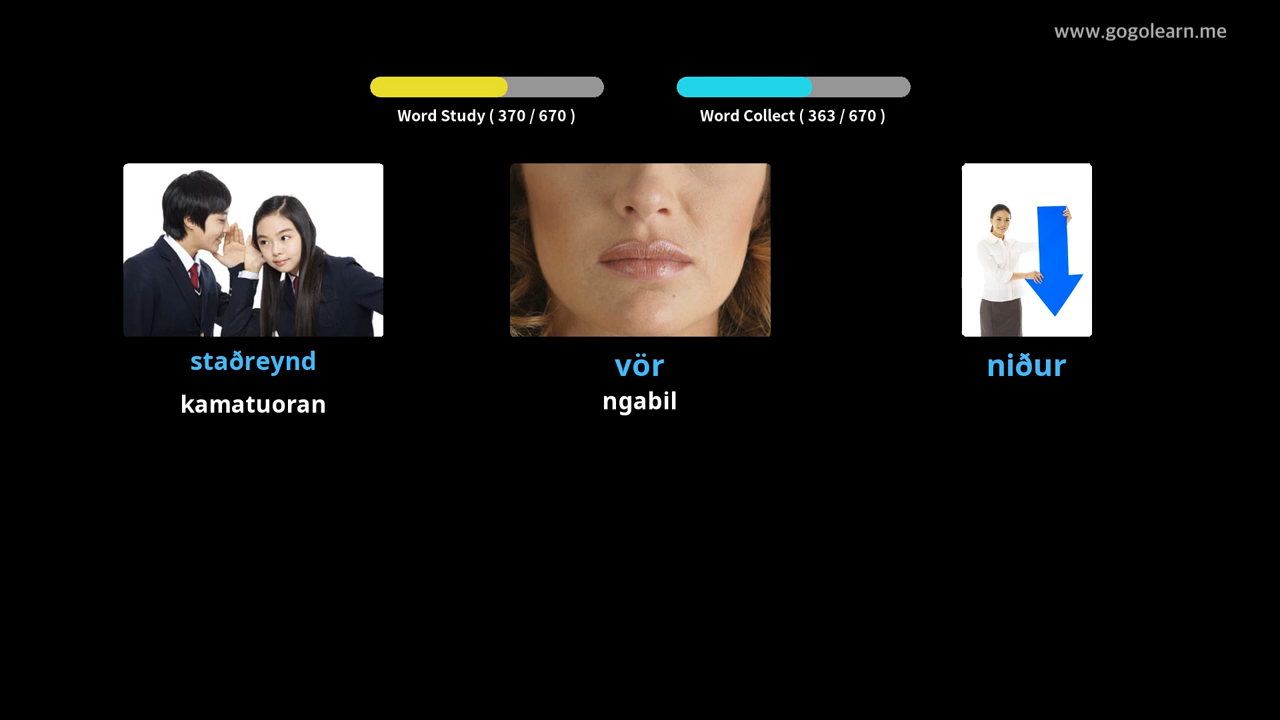 www.gogolearn.me
Word Study ( 370 / 670 )
Word Collect ( 363 / 670 )
staðreynd
kamatuoran
vör
ngabil
niður